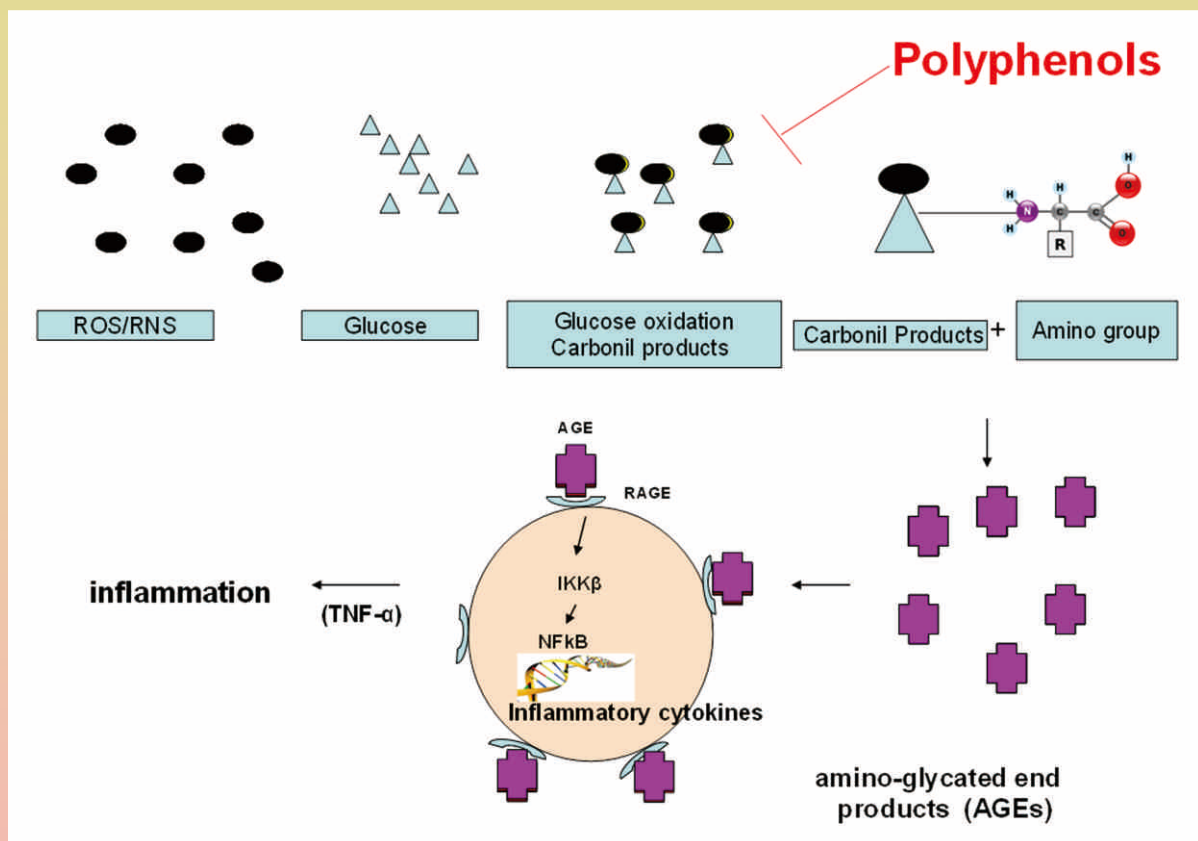 Polyphenols
H
O
H
H
N
C
C
H
R
O
ROS/RNS
Glucose
Glucose oxidation
Carbonil products
Carbonil Products
+
Amino group
AGE
RAGE
IKKβ
NFkB
Inflammatory cytokines
inflammation
(TNF-α)
amino-glycated end
products (AGEs)